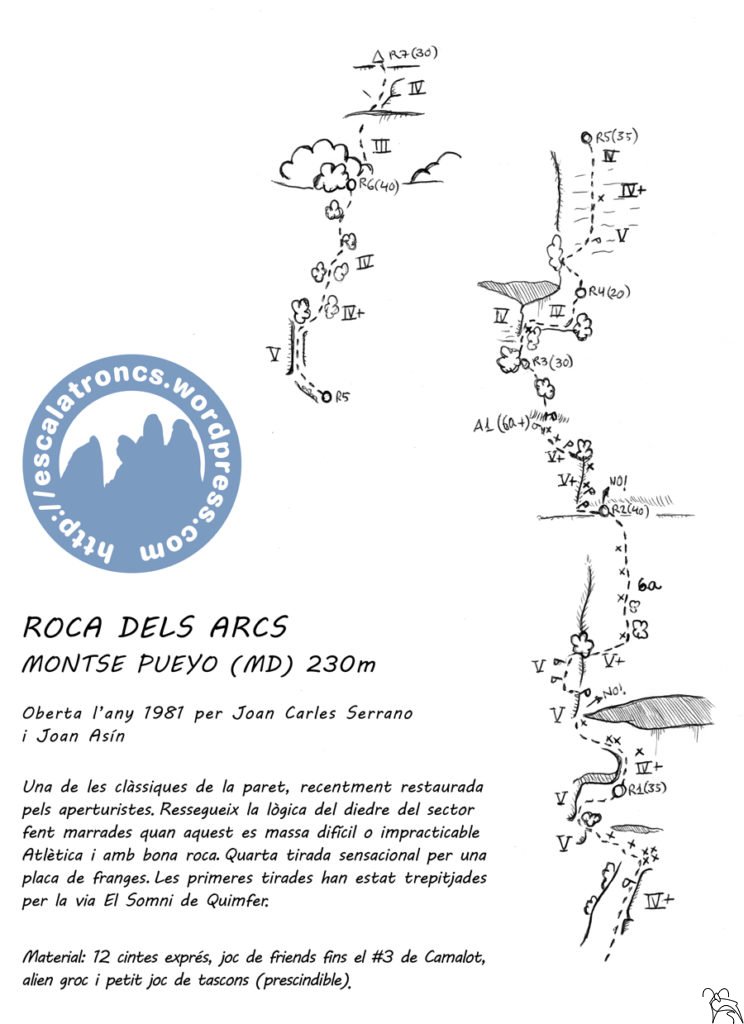 R7(30)
IV
III
R6(40)
IV
IV+
V
R5
R5(35)
IV
IV+
V
R4(20)
IV
IV
R3(30)
A1(6a+)
V+
V+
NO!
R2(40)
6a
V
V+
NO!
V
IV+
R1(35)
V
V
IV+
http://escalatroncs.wordpress.com
ROCA DELS ARCS
MONTSE PUEYO (MD) 230m
Oberta l'any 1981 per Joan Carles Serrano
i Joan Asín
Una de les clàssiques de la paret, recentment restaurada
pels aperturistes. Ressegueix la lògica del diedre del sector
fent marrades quan aquest es massa difícil o impracticable
Atlètica i amb bona roca. Quarta tirada sensacional per una
placa de franges. Les primeres tirades han estat trepitjades
per la via El Somni de Quimfer.
Material: 12 cintes exprés, joc de friends fins el #3 de Camalot,
alien groc i petit joc de tascons (prescindible).